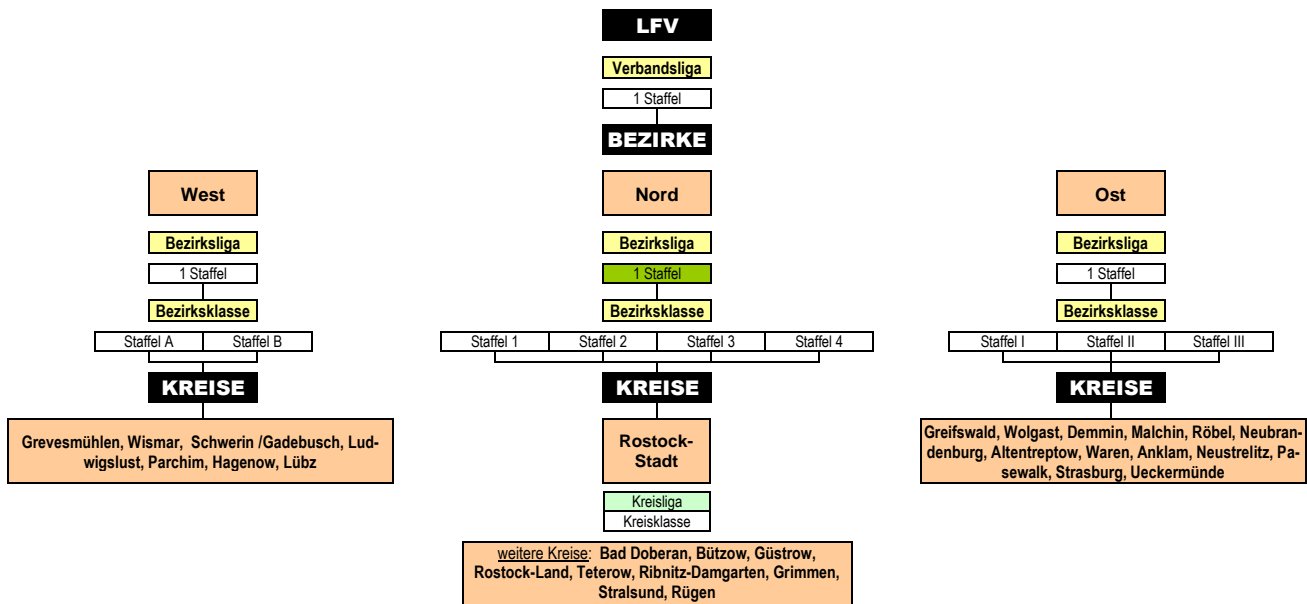 LFV
Verbandsliga
1 Staffel
BEZIRKE
West
Nord
Ost
Bezirksliga
Bezirksliga
Bezirksliga
1 Staffel
1 Staffel
1 Staffel
Bezirksklasse
Bezirksklasse
Bezirksklasse
Staffel A
Staffel B
Staffel 1
Staffel 2
Staffel 3
Staffel 4
Staffel I
Staffel II
Staffel III
KREISE
KREISE
KREISE
Grevesmühlen, Wismar, Schwerin /Gadebusch, Lud-
wigslust, Parchim, Hagenow, Lübz
Rostock-
Stadt
Greifswald, Wolgast, Demmin, Malchin, Röbel, Neubran-
denburg, Altentreptow, Waren, Anklam, Neustrelitz, Pa-
sewalk, Strasburg, Ueckermünde
Kreisliga
Kreisklasse
weitere Kreise: Bad Doberan, Bützow, Güstrow,
Rostock-Land, Teterow, Ribnitz-Damgarten, Grimmen,
Stralsund, Rügen